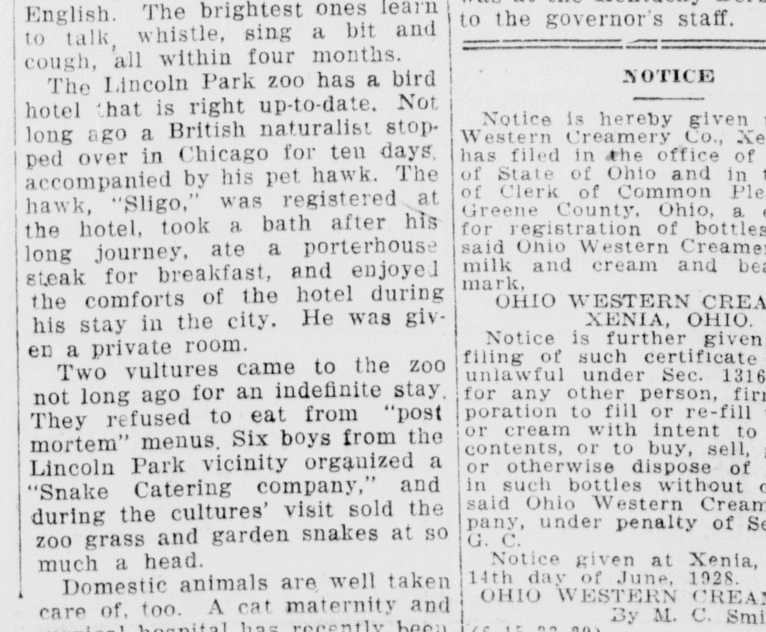 English. The brightest ones learn
to talk, whistle, sing a bit and
cough, all within four months.
The Lincoln Park zoo has a bird
hotel that is right up-to-date. Not
long ago a British naturalist stop-
ped over in Chicago for ten days,
accompanied by his pet hawk. The
hawk, "Sligo," was registered at
the hotel, took a bath after his
long journey, ate a porterhouse
steak for breakfast, and enjoyed
the comforts of the hotel during
his stay in the city. He was giv-
en a private room.
Two vultures came to the zoo
not long ago for an indefinite stay.
They refused to eat from "post
mortem" menus. Six boys from the
Lincoln Park vicinity organized a
"Snake Catering company," and
during the cultures' visit sold the
zoo grass and garden snakes at so
much a head.
Domestic animals are well taken
care of, too. A cat maternity and
hospital has recently been
to the governor's staff.
NOTICE
Notice is hereby given
Western Creamery Co., Xe
has filed in the office of
of State of Ohio and in t
of Clerk of Common Ple
Greene County, Ohio, a
for registration of bottles
said Ohio Western Creame
milk and cream and bea
mark,
OHIO WESTERN CREA
XENIA, OHIO.
Notice is further given
filing of such certificate
unlawful under Sec. 1316
for any other person, fir
poration to fill or re-fill
or cream with intent to
contents, or to buy, sell,
or otherwise dispose of
in such bottles without
said Ohio Western Cream
pany, under penalty of Se
G. C.
Notice given at Xenia,
14th day of June, 1928.
OHIO WESTERN CREA
By M. C. Smi